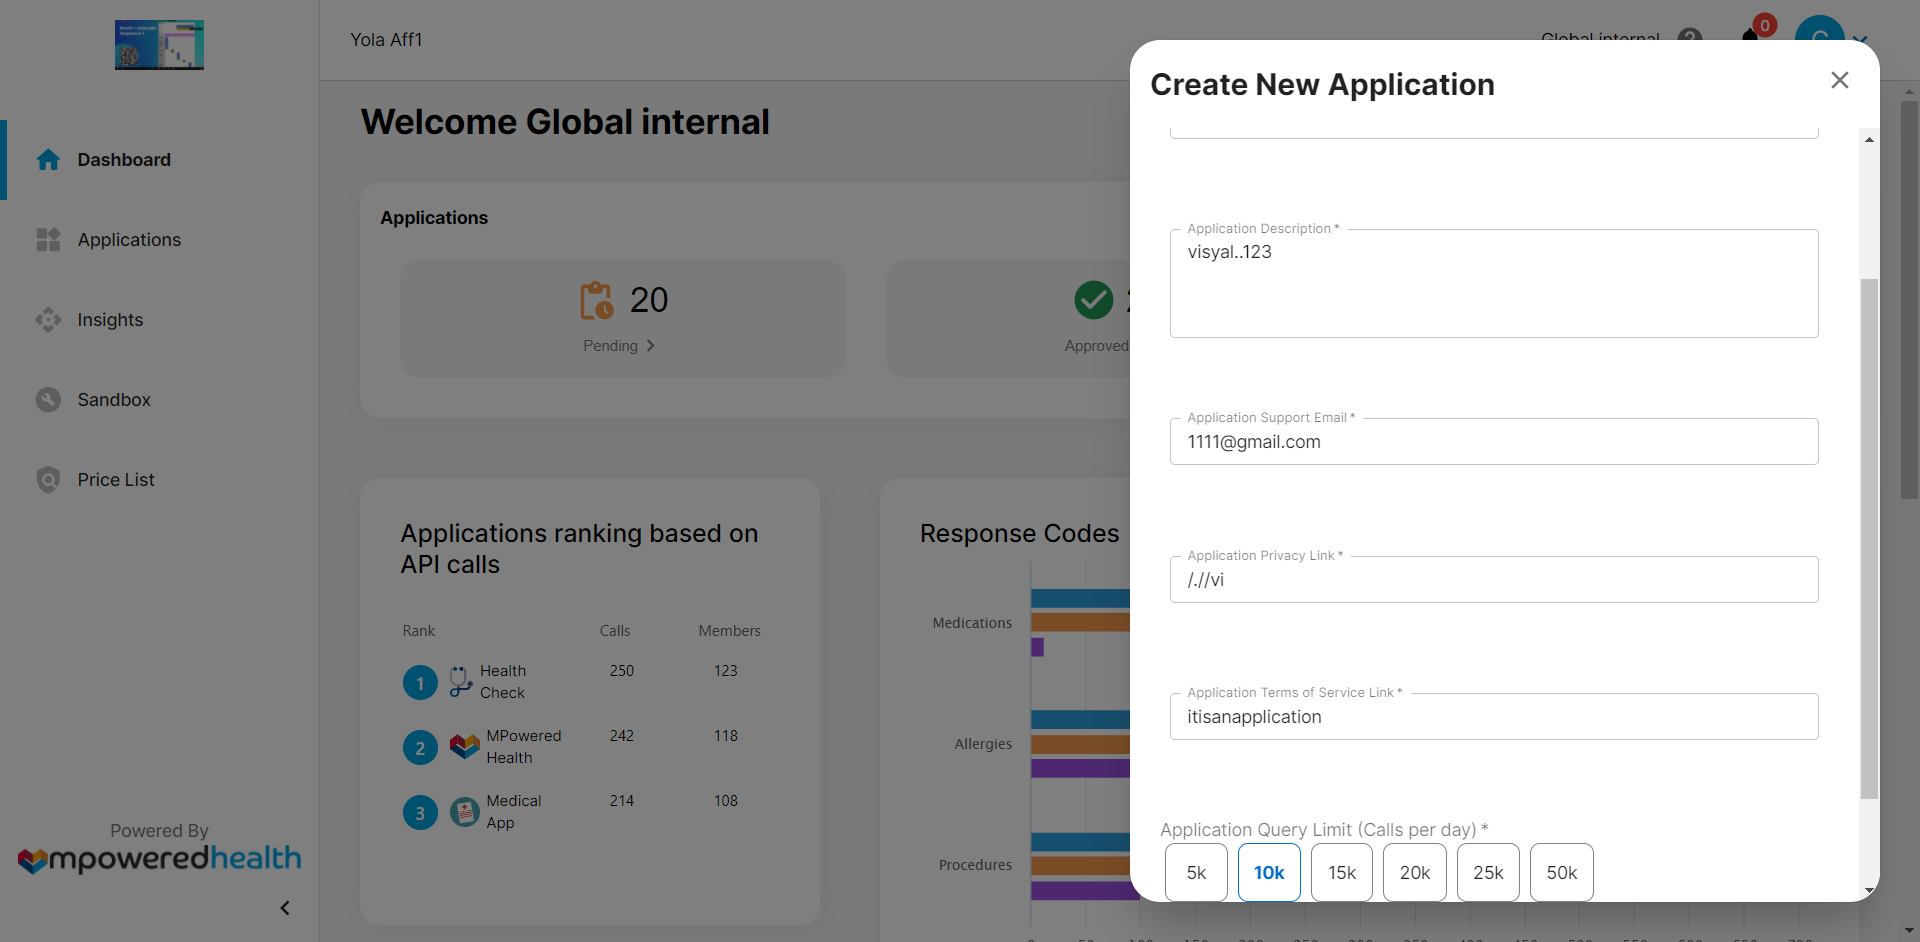 Yola Aff1
Global internal
0
Dashboard
Applications
Insights
Sandbox
Price List
Powered By
mpoweredhealth
Welcome Global internal
Applications
20
Pending
Approved
Applications ranking based on
API calls
Rank Calls Members
1 Health Check 250 123
2 MPowered Health 242 118
3 Medical App 214 108
Response Codes
Medications
Allergies
Procedures
Create New Application
Application Description *
visyal..123
Application Support Email *
1111@gmail.com
Application Privacy Link *
/.//vi
Application Terms of Service Link *
itisanapplication
Application Query Limit (Calls per day) *
5k 10k 15k 20k 25k 50k